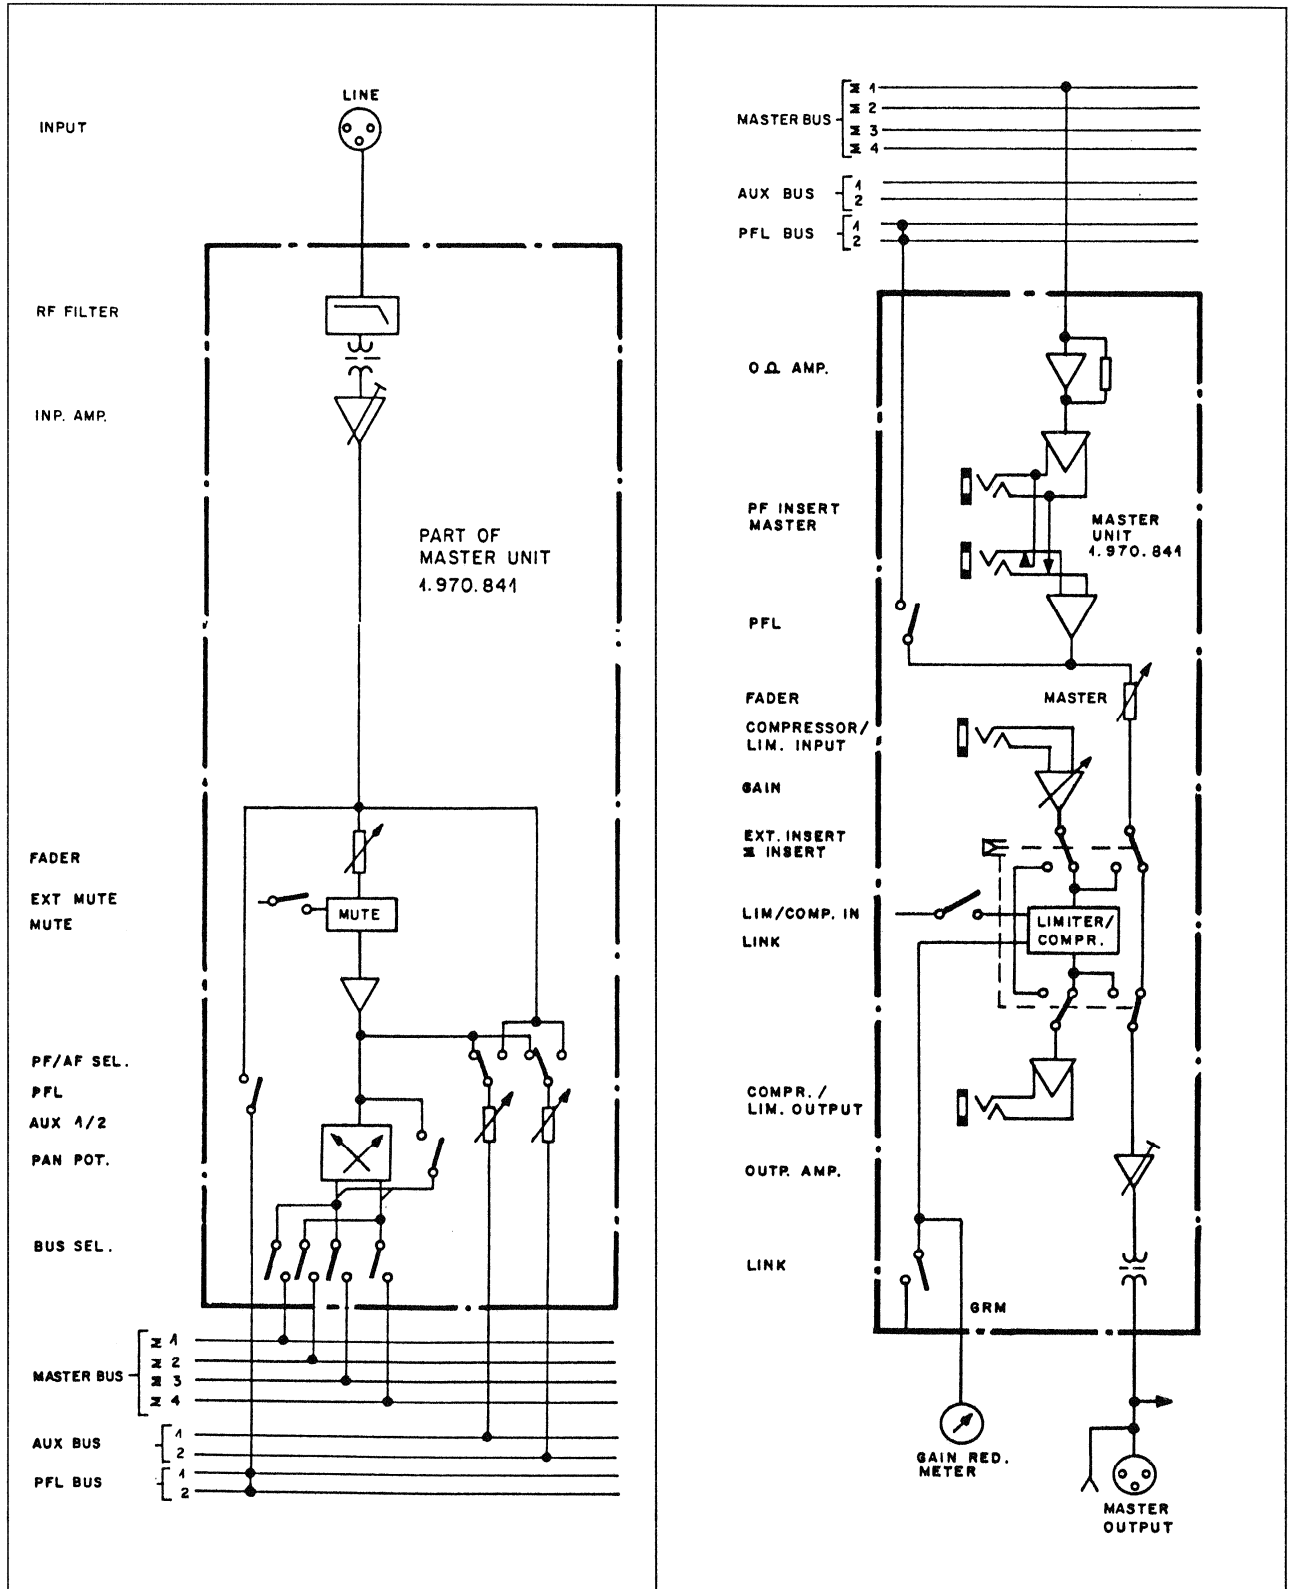 LINE
INPUT
RF FILTER
INP. AMP.
PART OF
MASTER UNIT
1.970.841
FADER
EXT MUTE
MUTE
MUTE
PF/AF SEL.
PFL
AUX 1/2
PAN POT.
BUS SEL.
MASTER BUS
Σ 1
Σ 2
Σ 3
Σ 4
AUX BUS
1
2
PFL BUS
1
2
MASTER BUS
Σ 1
Σ 2
Σ 3
Σ 4
AUX BUS
1
2
PFL BUS
1
2
O Ω AMP.
PF INSERT
MASTER
MASTER
UNIT
1.970.841
PFL
FADER
MASTER
COMPRESSOR/
LIM. INPUT
GAIN
EXT. INSERT
Σ INSERT
LIM/COMP. IN
LINK
LIMITER/
COMPR.
COMPR./
LIM. OUTPUT
OUTP. AMP.
LINK
GRM
GAIN RED.
METER
MASTER
OUTPUT